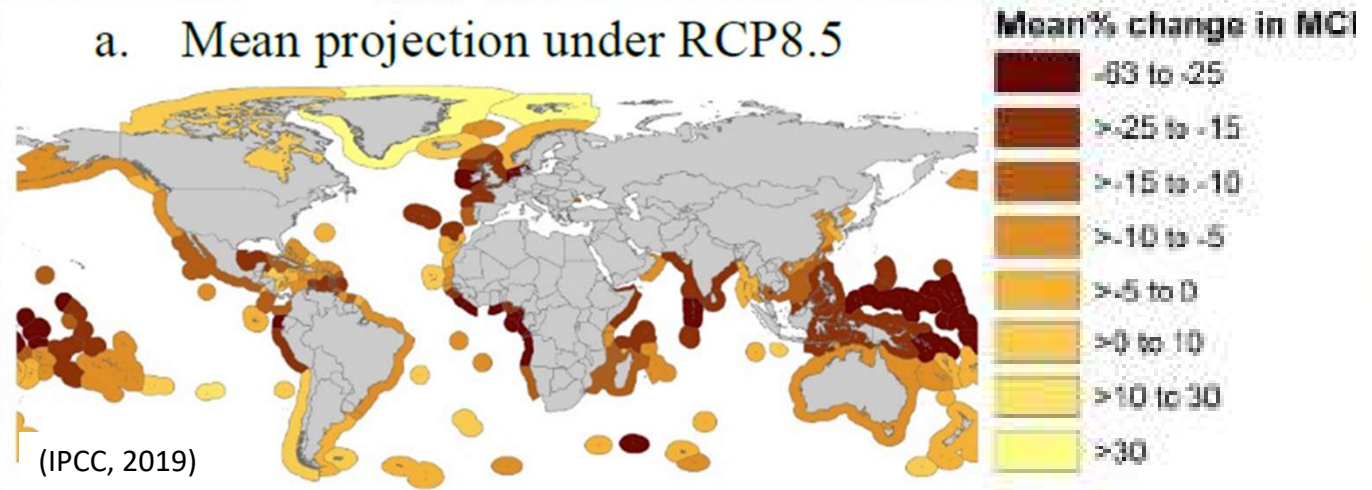 a. Mean projection under RCP8.5
Mean% change in MCI
-63 to -25
>-25 to -15
>-15 to -10
>-10 to -5
>-5 to 0
>0 to 10
>10 to 30
>30
(IPCC, 2019)